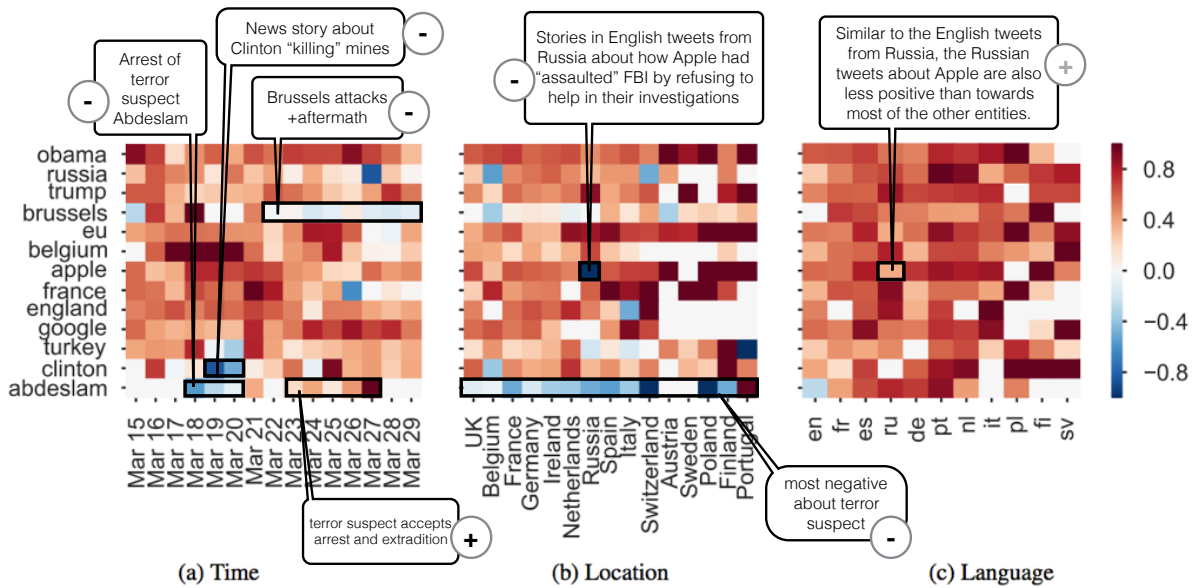 News story about
Clinton “killing” mines
-
Arrest of
terror
suspect
Abdeslam
-
Brussels attacks
+aftermath
-
Stories in English tweets from
Russia about how Apple had
“assaulted” FBI by refusing to
help in their investigations
-
Similar to the English tweets
from Russia, the Russian
tweets about Apple are also
less positive than towards
most of the other entities.
+
obama
russia
trump
brussels
eu
belgium
apple
france
england
google
turkey
clinton
abdeslam
Mar 15
Mar 16
Mar 17
Mar 18
Mar 19
Mar 20
Mar 21
Mar 22
Mar 23
Mar 24
Mar 25
Mar 26
Mar 27
Mar 28
Mar 29
UK
Belgium
France
Germany
Ireland
Netherlands
Russia
Spain
Italy
Switzerland
Austria
Sweden
Poland
Finland
Portugal
en
fr
es
ru
de
pt
nl
it
pl
fi
sv
0.8
0.4
0.0
-0.4
-0.8
terror suspect accepts
arrest and extradition
+
most negative
about terror
suspect
-
(a) Time
(b) Location
(c) Language